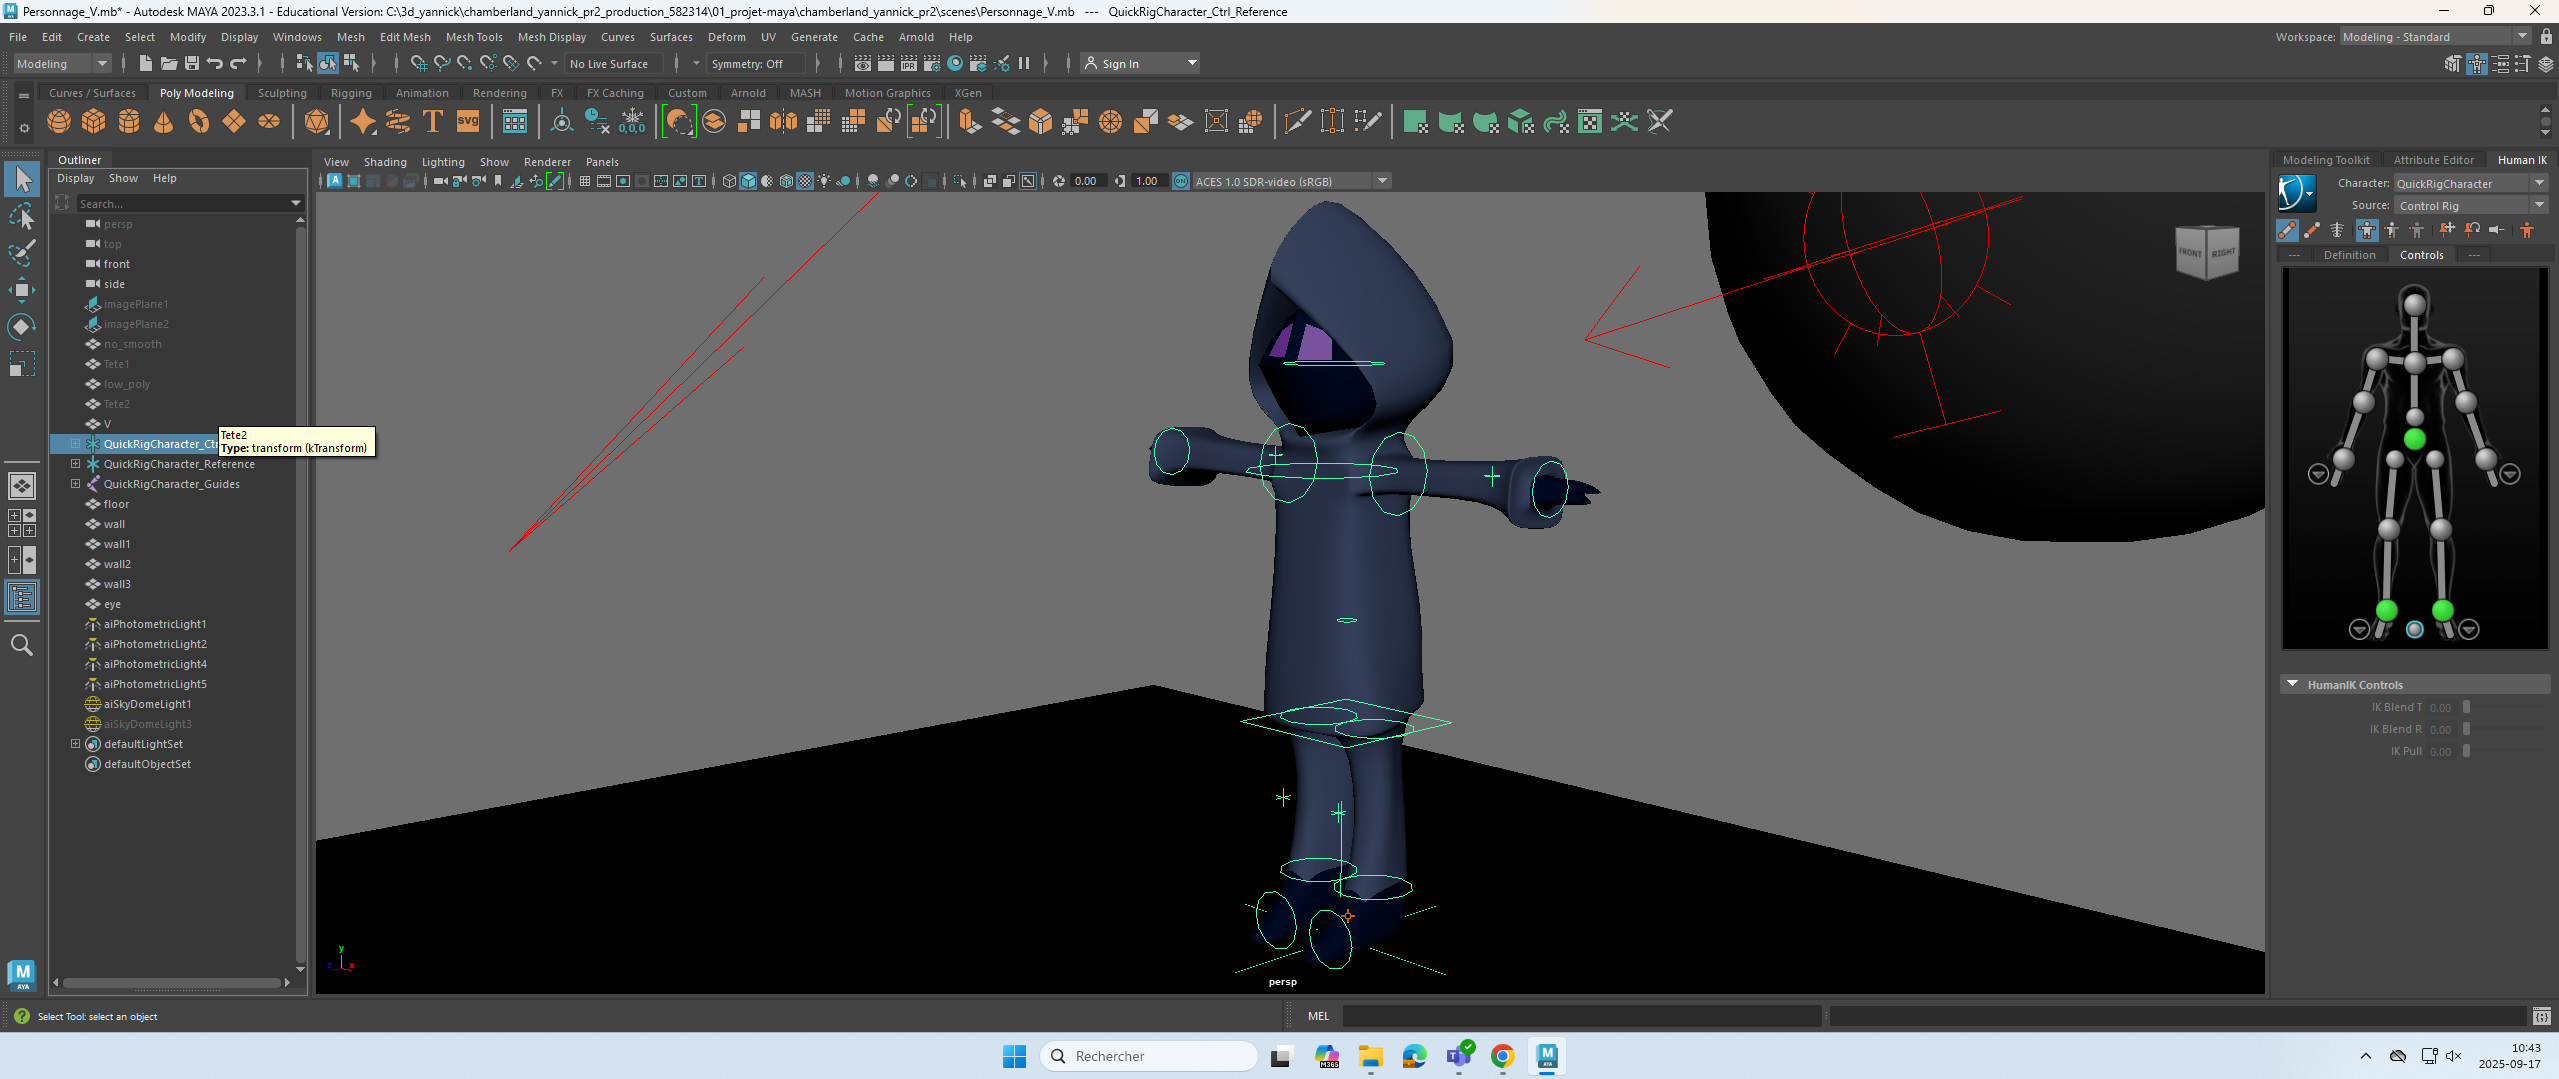 Personnage_V.mb* - Autodesk MAYA 2023.3.1 - Educational Version: C:\3d_yannick\chamberland_yannick_pr2_production_582314\01_projet-maya\chamberland_yannick_pr2\scenes\Personnage_V.mb --- QuickRigCharacter_Ctrl_Reference
File Edit Create Select Modify Display Windows Mesh Edit Mesh Mesh Tools Mesh Display Curves Surfaces Deform UV Generate Cache Arnold Help
Workspace: Modeling - Standard
Modeling
No Live Surface
Symmetry: Off
IPR
Sign In
Curves / Surfaces Poly Modeling Sculpting Rigging Animation Rendering FX FX Caching Custom Arnold MASH Motion Graphics XGen
T
SVG
0,0,0
Outliner
Display Show Help
Search...
persp
top
front
side
imagePlane1
imagePlane2
no_smooth
Tete1
low_poly
Tete2
V
QuickRigCharacter_Ct
Tete2
Type: transform (kTransform)
QuickRigCharacter_Reference
QuickRigCharacter_Guides
floor
wall
wall1
wall2
wall3
eye
aiPhotometricLight1
aiPhotometricLight2
aiPhotometricLight4
aiPhotometricLight5
aiSkyDomeLight1
aiSkyDomeLight3
defaultLightSet
defaultObjectSet
View Shading Lighting Show Renderer Panels
0.00
1.00
ON
ACES 1.0 SDR-video (sRGB)
FRONT
RIGHT
y
z
x
persp
Modeling Toolkit Attribute Editor Human IK
Character: QuickRigCharacter
Source: Control Rig
--- Definition Controls ---
HumanIK Controls
IK Blend T 0.00
IK Blend R 0.00
IK Pull 0.00
M
AYA
Select Tool: select an object
MEL
Rechercher
M365
10:43
2025-09-17